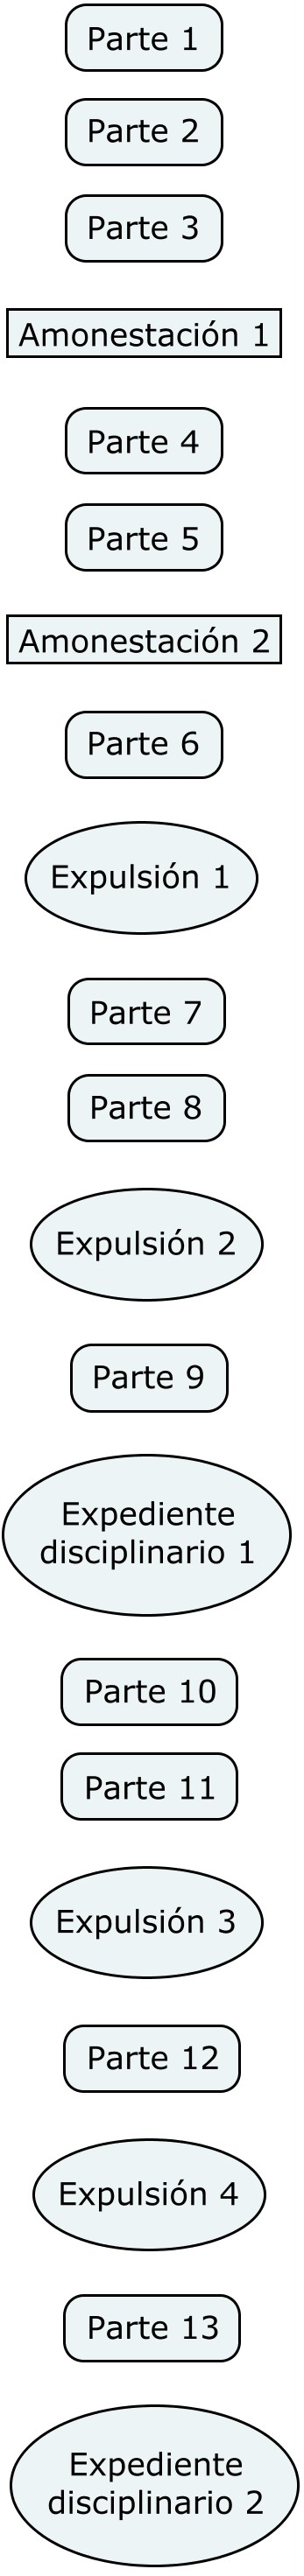 Parte 1
Parte 2
Parte 3
Amonestación 1
Parte 4
Parte 5
Amonestación 2
Parte 6
Expulsión 1
Parte 7
Parte 8
Expulsión 2
Parte 9
Expediente
disciplinario 1
Parte 10
Parte 11
Expulsión 3
Parte 12
Expulsión 4
Parte 13
Expediente
disciplinario 2